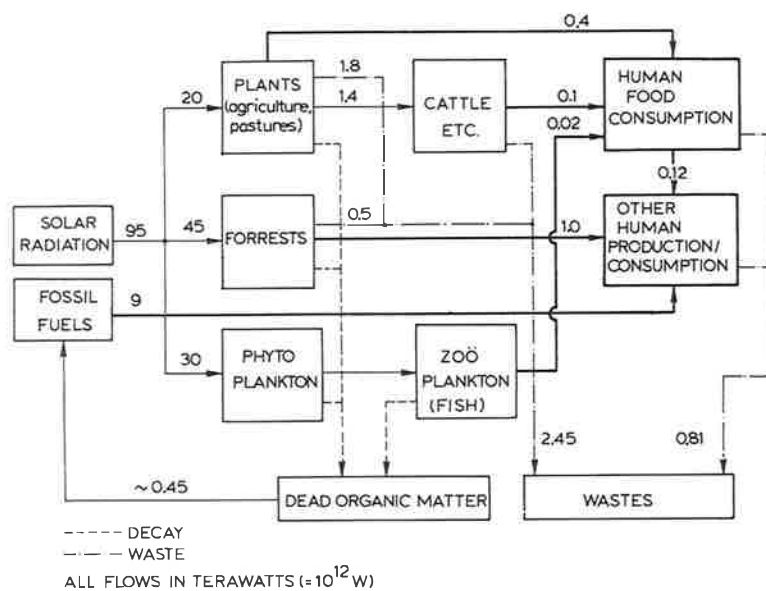 0.4
1.8
PLANTS
(agriculture,
pastures)
20
1.4
CATTLE
ETC.
0.1
0.02
HUMAN
FOOD
CONSUMPTION
0.12
SOLAR
RADIATION
95
45
FORRESTS
0.5
1.0
OTHER
HUMAN
PRODUCTION/
CONSUMPTION
FOSSIL
FUELS
9
30
PHYTO
PLANKTON
ZOÖ
PLANKTON
(FISH)
2.45
0.81
~0.45
DEAD ORGANIC MATTER
WASTES
----- DECAY
—·—·— WASTE
ALL FLOWS IN TERAWATTS (=10¹² W)